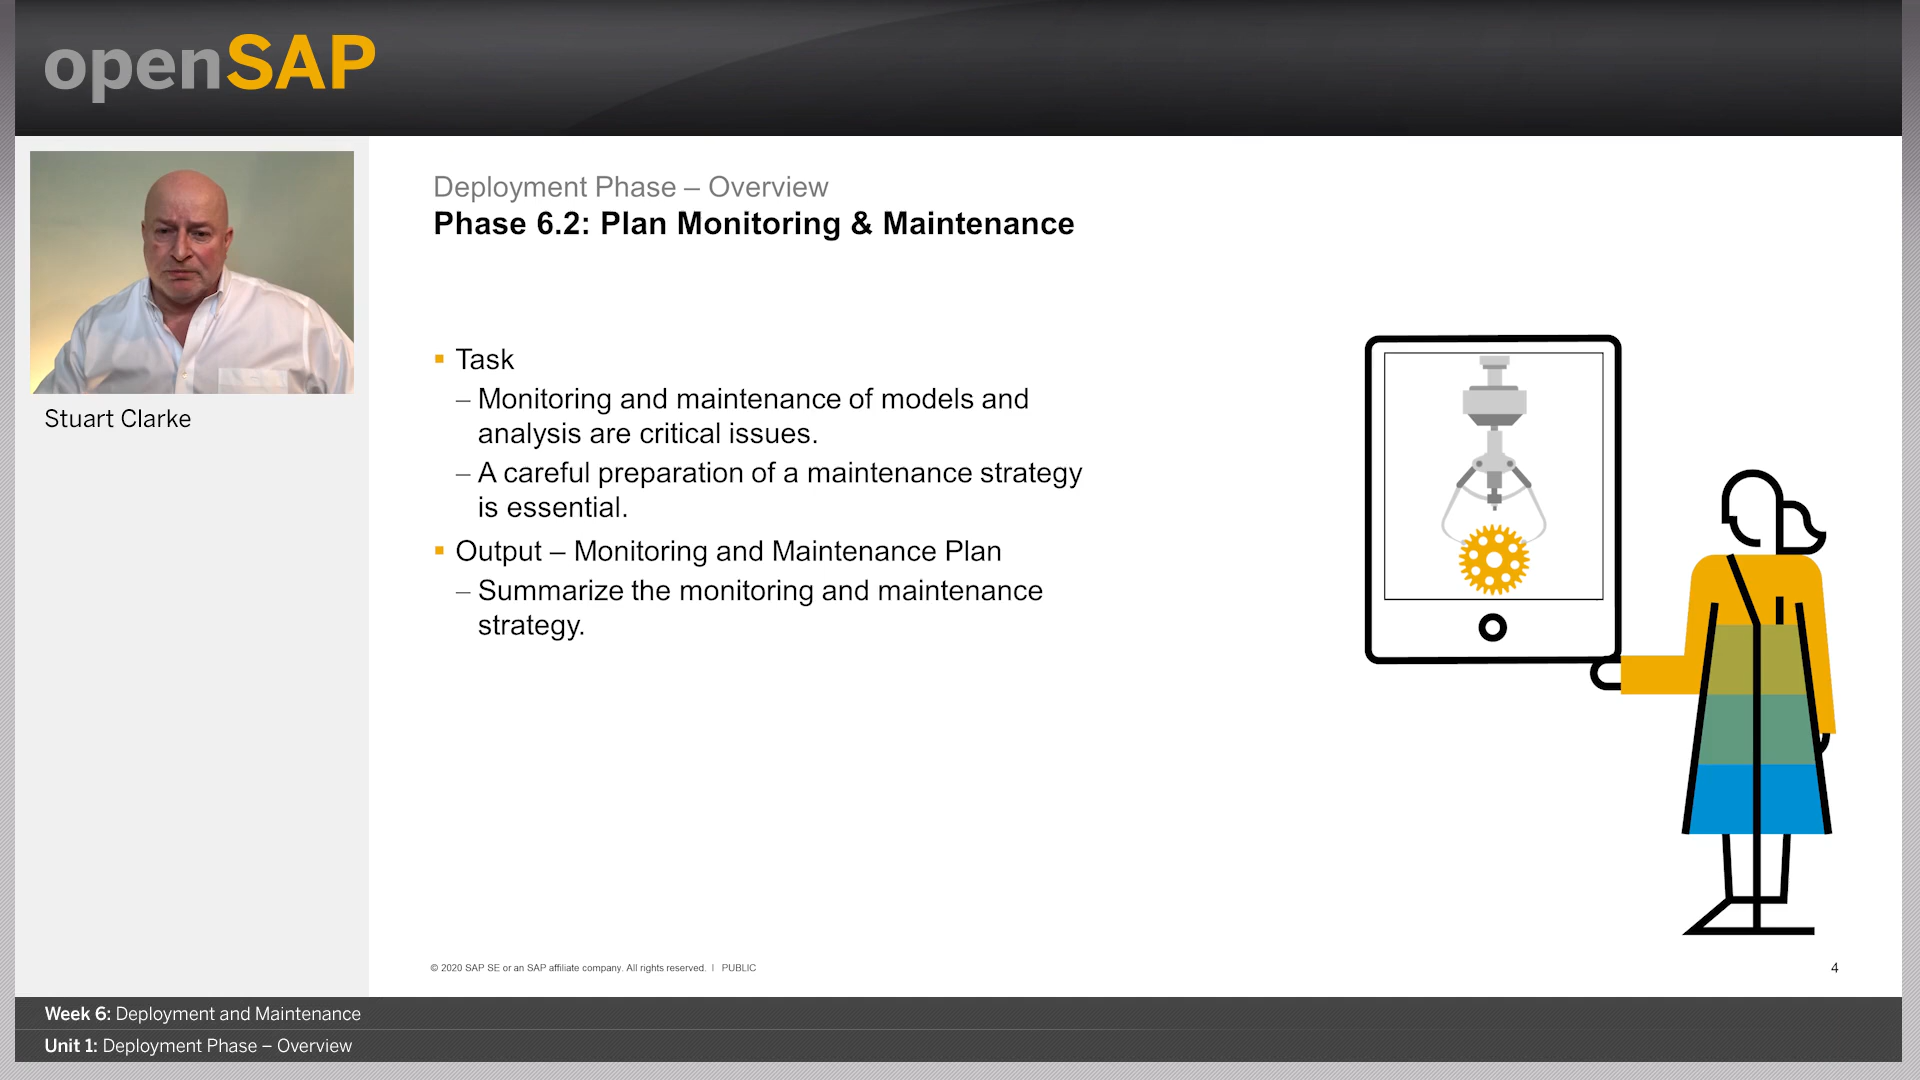 openSAP
Stuart Clarke
Deployment Phase – Overview
Phase 6.2: Plan Monitoring & Maintenance
▪ Task
– Monitoring and maintenance of models and
analysis are critical issues.
– A careful preparation of a maintenance strategy
is essential.
▪ Output – Monitoring and Maintenance Plan
– Summarize the monitoring and maintenance
strategy.
© 2020 SAP SE or an SAP affiliate company. All rights reserved. | PUBLIC
4
Week 6: Deployment and Maintenance
Unit 1: Deployment Phase – Overview